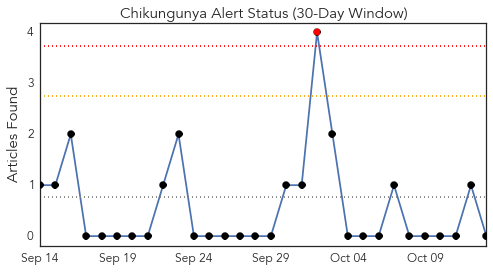 Chikungunya Alert Status (30-Day Window)
Articles Found
4
3
2
1
0
Sep 14
Sep 19
Sep 24
Sep 29
Oct 04
Oct 09